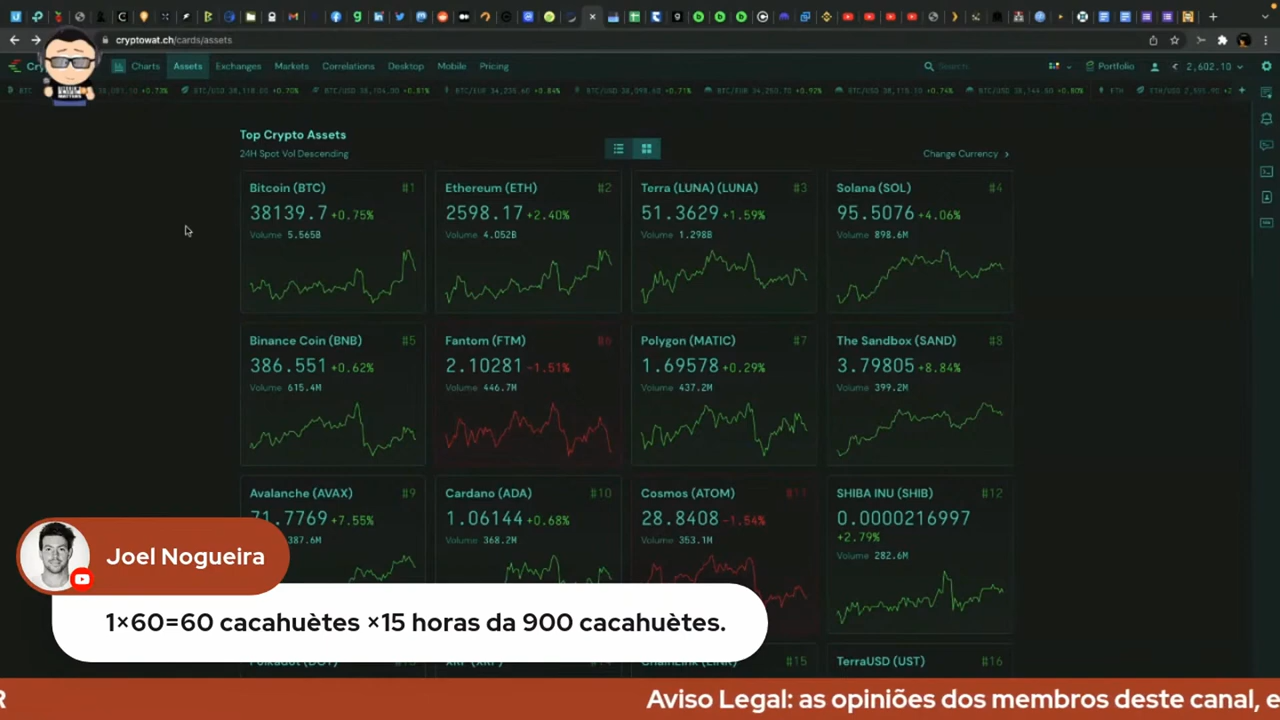 cryptowat.ch/cards/assets
Charts Assets Exchanges Markets Correlations Desktop Mobile Pricing
Search
Portfolio
2,602.10
Top Crypto Assets
24H Spot Vol Descending
Change Currency
Bitcoin (BTC) #1
38139.7 +0.75%
Volume 5.565B
Ethereum (ETH) #2
2598.17 +2.40%
Volume 4.052B
Terra (LUNA) (LUNA) #3
51.3629 +1.59%
Volume 1.298B
Solana (SOL) #4
95.5076 +4.06%
Volume 898.6M
Binance Coin (BNB) #5
386.551 +0.62%
Volume 615.4M
Fantom (FTM) #6
2.10281 -1.51%
Volume 446.7M
Polygon (MATIC) #7
1.69578 +0.29%
Volume 437.2M
The Sandbox (SAND) #8
3.79805 +8.84%
Volume 399.2M
Avalanche (AVAX) #9
71.7769 +7.55%
387.6M
Cardano (ADA) #10
1.06144 +0.68%
Volume 368.2M
Cosmos (ATOM) #11
28.8408 -1.54%
Volume 353.1M
SHIBA INU (SHIB) #12
0.0000216997
+2.79%
Volume 282.6M
#15
TerraUSD (UST) #16
Joel Nogueira
1×60=60 cacahuètes ×15 horas da 900 cacahuètes.
R Aviso Legal: as opiniões dos membros deste canal, e